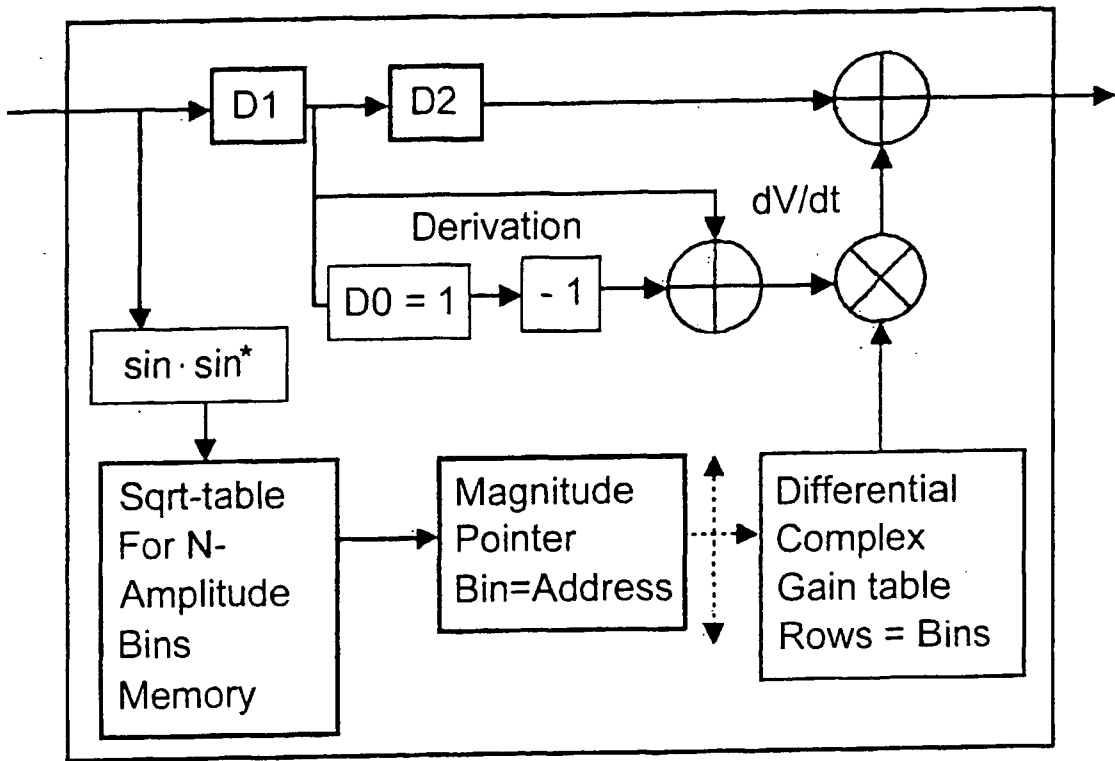 D1
D2
dV/dt
Derivation
D0 = 1
- 1
sin · sin*
Sqrt-table
For N-
Amplitude
Bins
Memory
Magnitude
Pointer
Bin=Address
Differential
Complex
Gain table
Rows = Bins